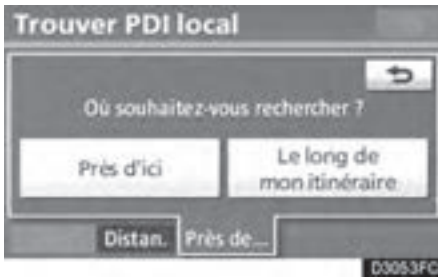 Trouver PDI local
Où souhaitez-vous rechercher ?
Près d'ici
Le long de
mon itinéraire
Distan. Près de...
D3053FC